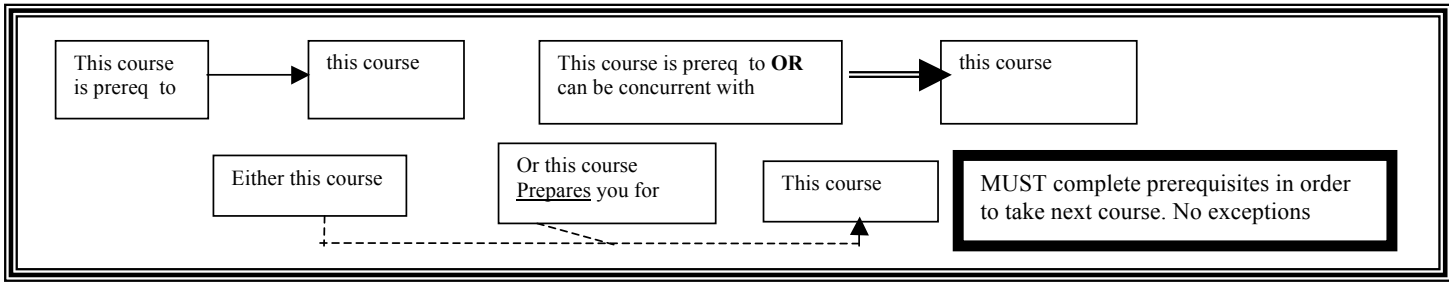 This course
is prereq  to
this course
This course is prereq  to OR
can be concurrent with
this course
Either this course
Or this course
Prepares you for
This course
MUST complete prerequisites in order
to take next course. No exceptions